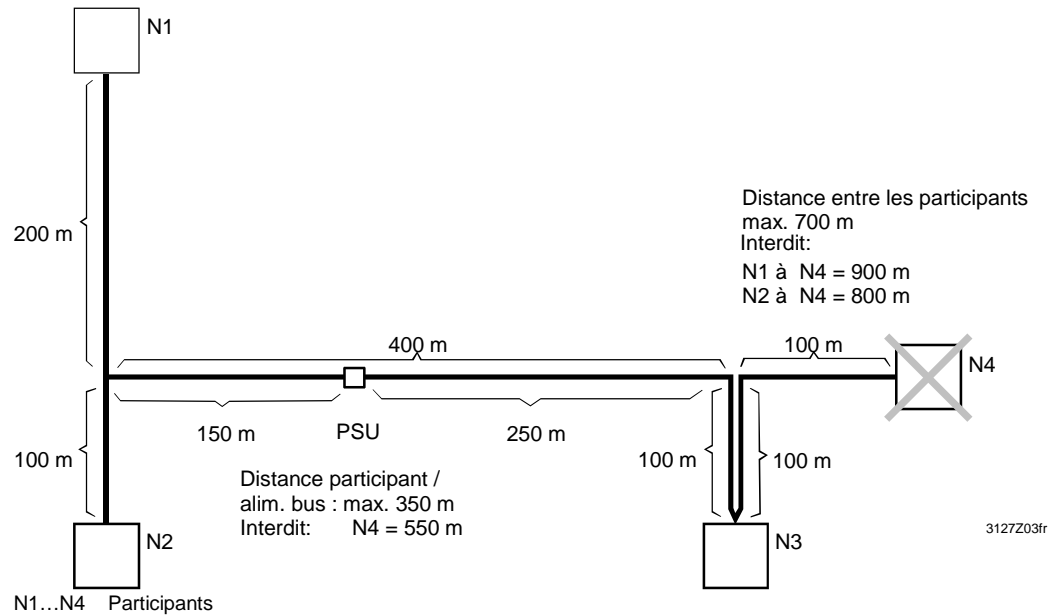 N1
200 m
Distance entre les participants
max. 700 m
Interdit:
N1 à N4 = 900 m
N2 à N4 = 800 m
400 m
100 m
N4
150 m
PSU
250 m
100 m
100 m
100 m
Distance participant /
alim. bus : max. 350 m
Interdit: N4 = 550 m
N2
N3
3127Z03fr
N1...N4 Participants